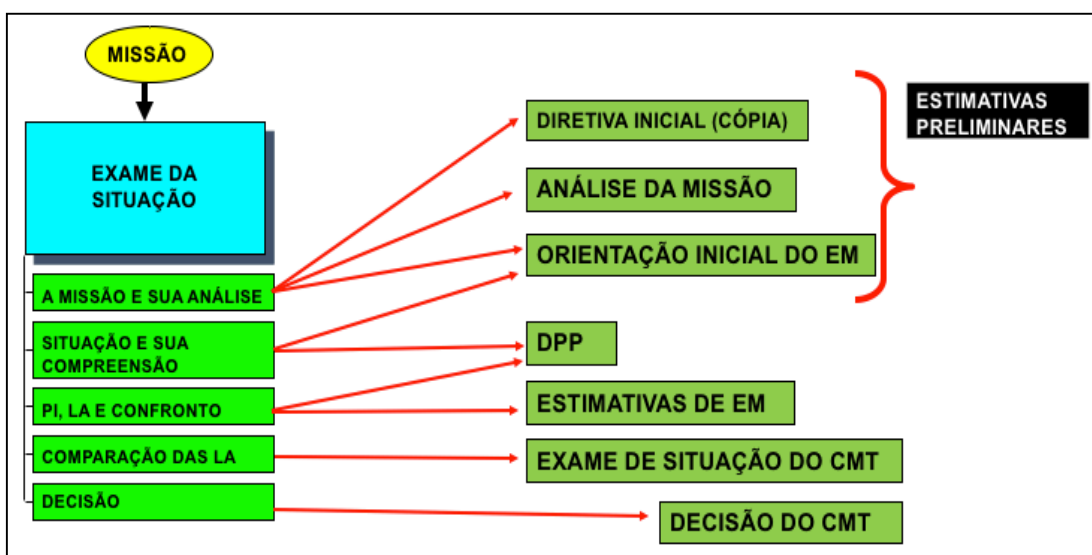 MISSÃO
EXAME DA
SITUAÇÃO
A MISSÃO E SUA ANÁLISE
SITUAÇÃO E SUA
COMPREENSÃO
PI, LA E CONFRONTO
COMPARAÇÃO DAS LA
DECISÃO
DIRETIVA INICIAL (CÓPIA)
ANÁLISE DA MISSÃO
ORIENTAÇÃO INICIAL DO EM
DPP
ESTIMATIVAS DE EM
EXAME DE SITUAÇÃO DO CMT
DECISÃO DO CMT
ESTIMATIVAS
PRELIMINARES